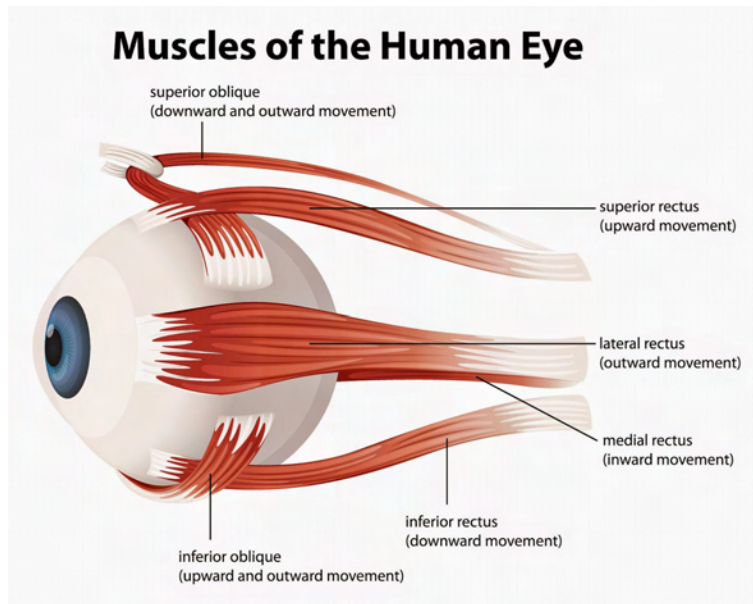 Muscles of the Human Eye
superior oblique
(downward and outward movement)
superior rectus
(upward movement)
lateral rectus
(outward movement)
medial rectus
(inward movement)
inferior rectus
(downward movement)
inferior oblique
(upward and outward movement)